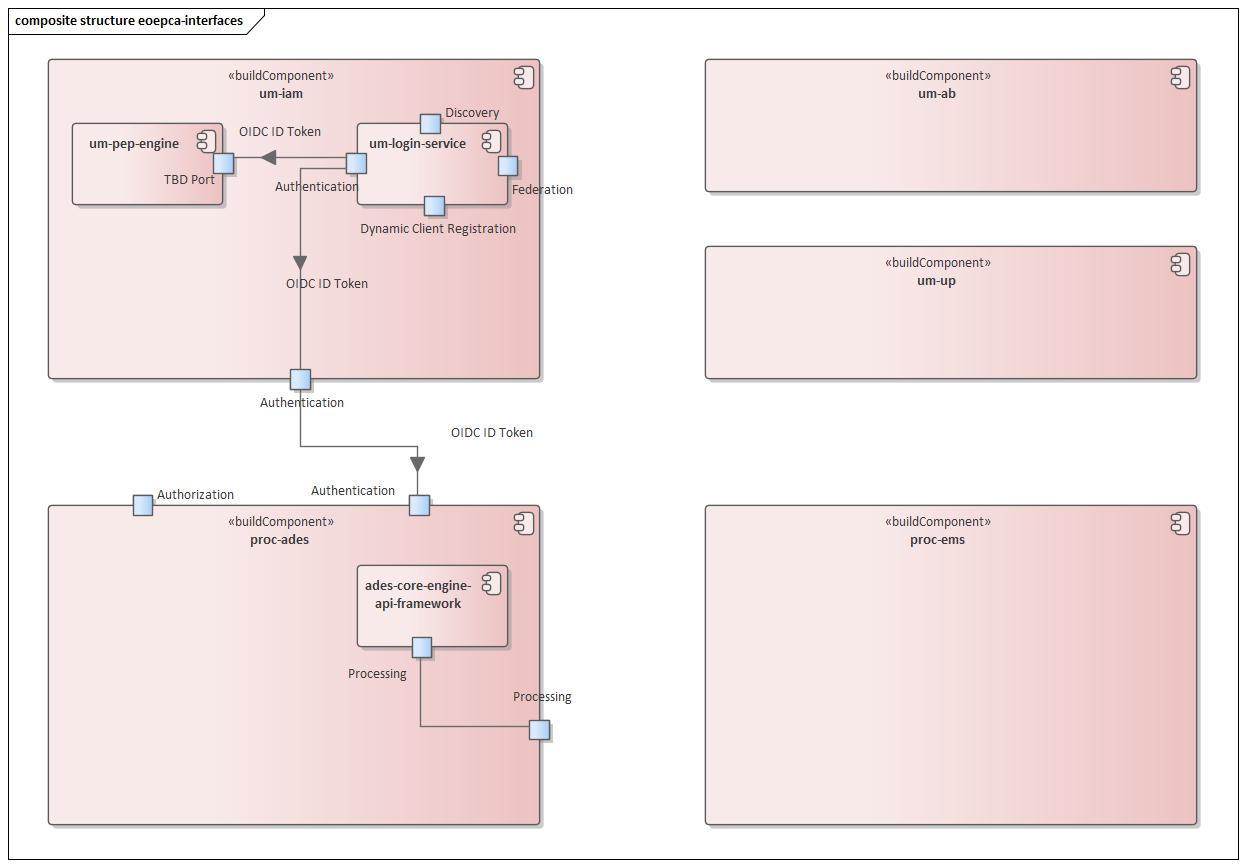 composite structure eoepca-interfaces
«buildComponent»
um-iam
Discovery
OIDC ID Token
um-pep-engine
um-login-service
TBD Port
Authentication
Federation
Dynamic Client Registration
OIDC ID Token
Authentication
«buildComponent»
um-ab
«buildComponent»
um-up
OIDC ID Token
Authorization
Authentication
«buildComponent»
proc-ades
ades-core-engine-
api-framework
Processing
Processing
«buildComponent»
proc-ems